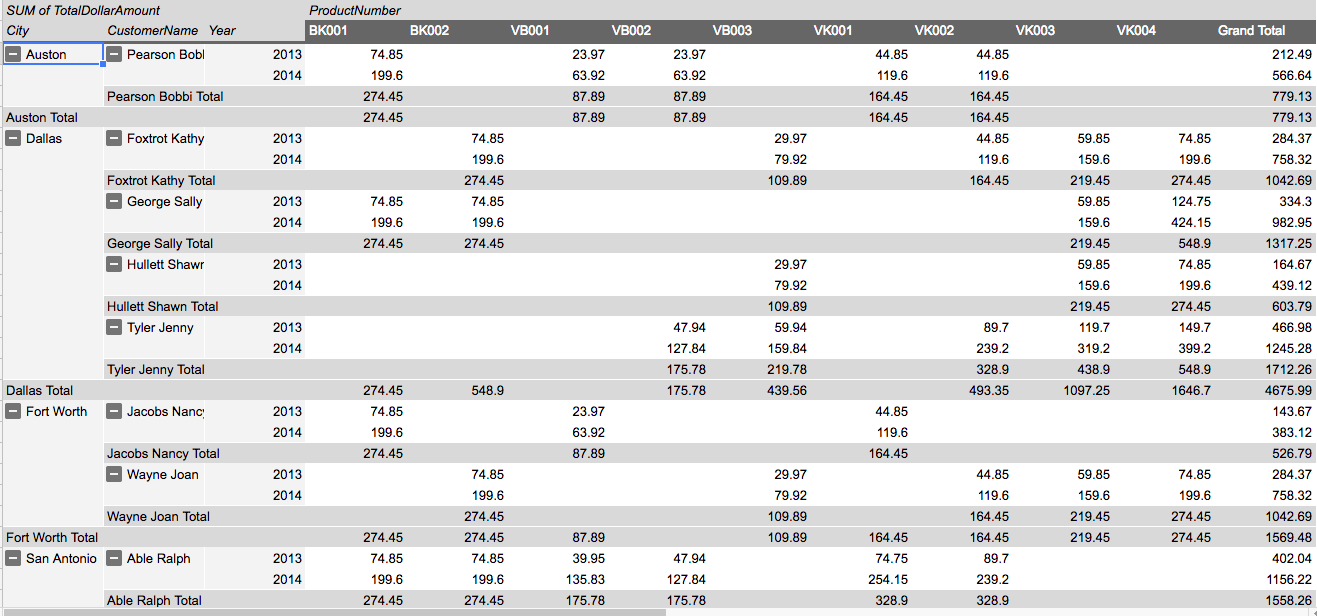 SUM of TotalDollarAmount ProductNumber
City CustomerName Year BK001 BK002 VB001 VB002 VB003 VK001 VK002 VK003 VK004 Grand Total
Auston Pearson Bobl 2013 74.85 23.97 23.97 44.85 44.85 212.49
2014 199.6 63.92 63.92 119.6 119.6 566.64
Pearson Bobbi Total 274.45 87.89 87.89 164.45 164.45 779.13
Auston Total 274.45 87.89 87.89 164.45 164.45 779.13
Dallas Foxtrot Kathy 2013 74.85 29.97 44.85 59.85 74.85 284.37
2014 199.6 79.92 119.6 159.6 199.6 758.32
Foxtrot Kathy Total 274.45 109.89 164.45 219.45 274.45 1042.69
George Sally 2013 74.85 74.85 59.85 124.75 334.3
2014 199.6 199.6 159.6 424.15 982.95
George Sally Total 274.45 274.45 219.45 548.9 1317.25
Hullett Shawr 2013 29.97 59.85 74.85 164.67
2014 79.92 159.6 199.6 439.12
Hullett Shawn Total 109.89 219.45 274.45 603.79
Tyler Jenny 2013 47.94 59.94 89.7 119.7 149.7 466.98
2014 127.84 159.84 239.2 319.2 399.2 1245.28
Tyler Jenny Total 175.78 219.78 328.9 438.9 548.9 1712.26
Dallas Total 274.45 548.9 175.78 439.56 493.35 1097.25 1646.7 4675.99
Fort Worth Jacobs Nancy 2013 74.85 23.97 44.85 143.67
2014 199.6 63.92 119.6 383.12
Jacobs Nancy Total 274.45 87.89 164.45 526.79
Wayne Joan 2013 74.85 29.97 44.85 59.85 74.85 284.37
2014 199.6 79.92 119.6 159.6 199.6 758.32
Wayne Joan Total 274.45 109.89 164.45 219.45 274.45 1042.69
Fort Worth Total 274.45 274.45 87.89 109.89 164.45 164.45 219.45 274.45 1569.48
San Antonio Able Ralph 2013 74.85 74.85 39.95 47.94 74.75 89.7 402.04
2014 199.6 199.6 135.83 127.84 254.15 239.2 1156.22
Able Ralph Total 274.45 274.45 175.78 175.78 328.9 328.9 1558.26